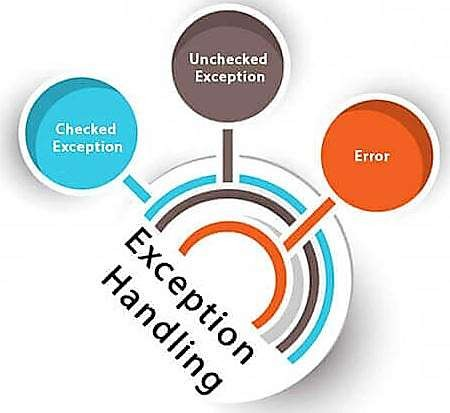 Unchecked
Exception
Checked
Exception
Error
Exception
Handling